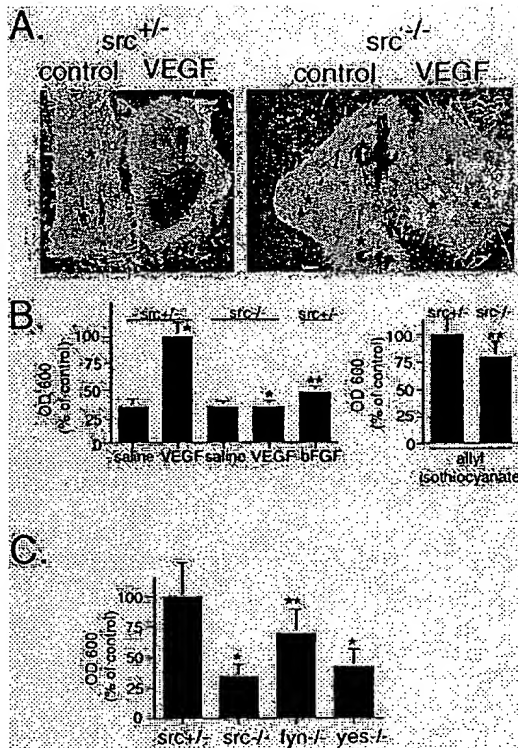 A.
src+/- src-/-
control VEGF control VEGF
B
src+/- src-/- src+/-
OD 600
(% of control)
100
75
50
25
0
saline VEGF saline VEGF bFGF
src+/- src-/-
OD 600
(% of control)
100
75
50
25
0
allyl
isothiocyanate
C.
OD 600
(% of control)
100
75
50
25
0
src+/- src-/- fyn-/- yes-/-